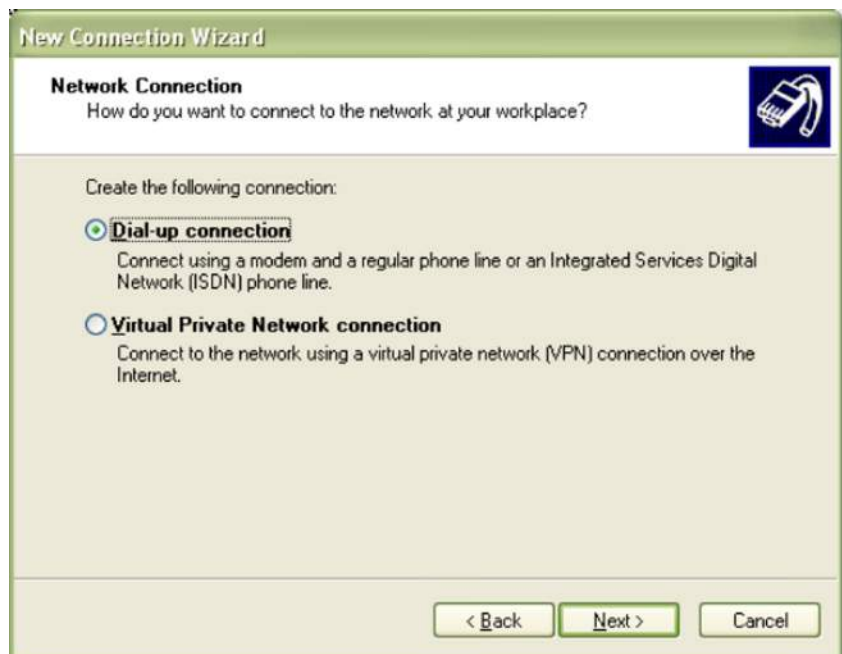 New Connection Wizard
Network Connection
How do you want to connect to the network at your workplace?
Create the following connection:
Dial-up connection
Connect using a modem and a regular phone line or an Integrated Services Digital
Network (ISDN) phone line.
Virtual Private Network connection
Connect to the network using a virtual private network (VPN) connection over the
Internet.
< Back Next > Cancel